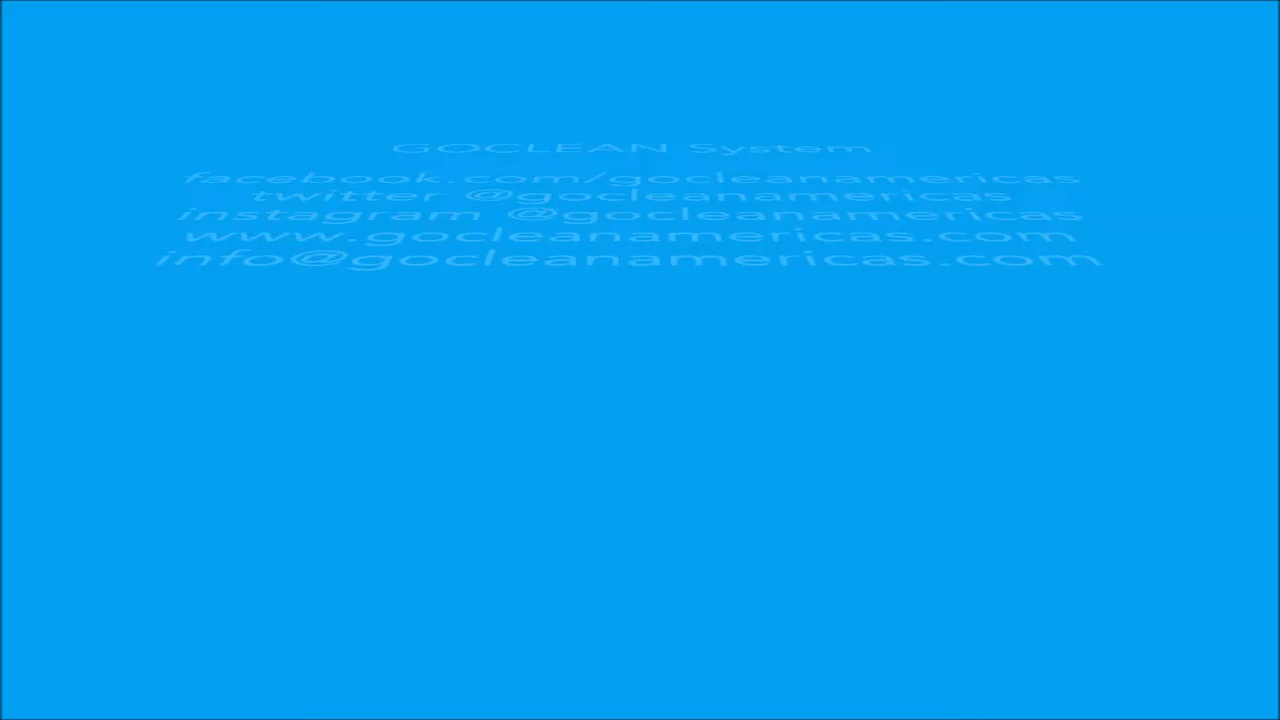 GOCLEAN System
facebook.com/gocleanamericas
twitter @gocleanamericas
instagram @gocleanamericas
www.gocleanamericas.com
info@gocleanamericas.com